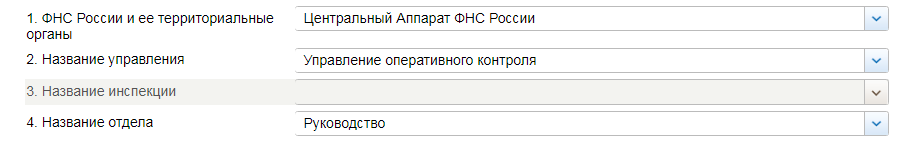 1. ФНС России и ее территориальные органы
Центральный Аппарат ФНС России
2. Название управления
Управление оперативного контроля
3. Название инспекции
4. Название отдела
Руководство